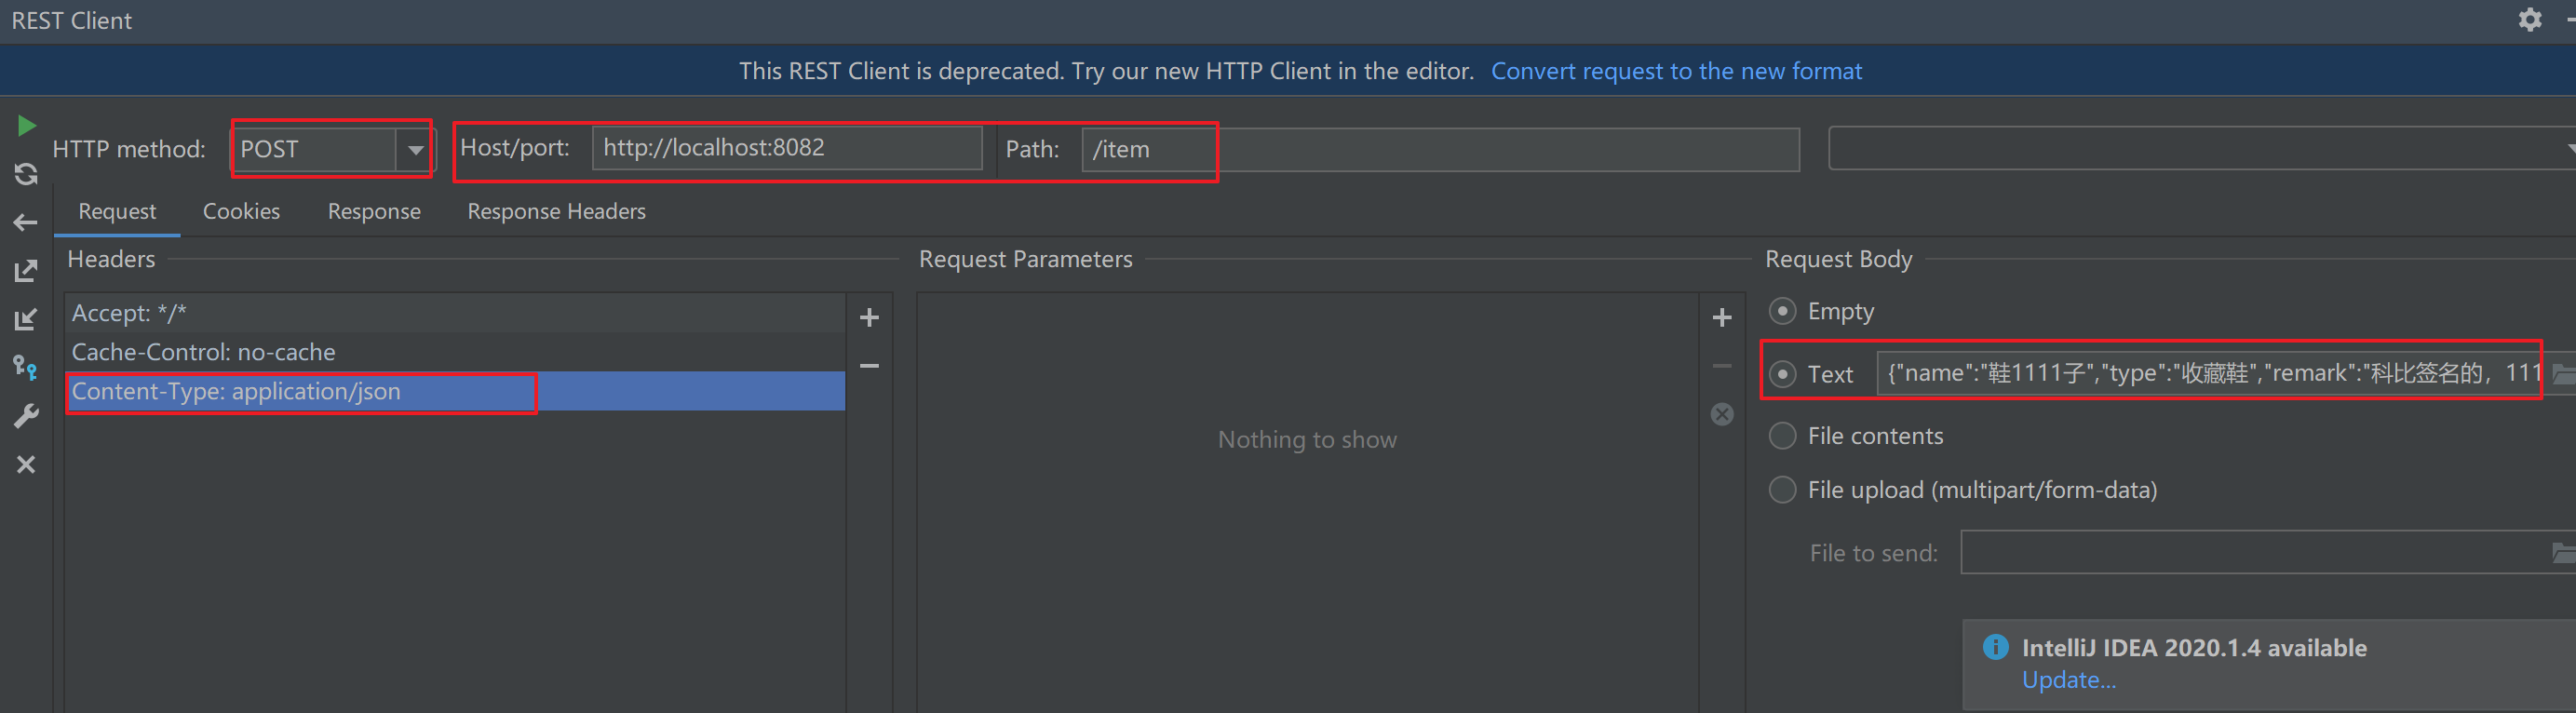 REST Client
This REST Client is deprecated. Try our new HTTP Client in the editor. Convert request to the new format
HTTP method: POST Host/port: http://localhost:8082 Path: /item
Request Cookies Response Response Headers
Headers Request Parameters Request Body
Accept: */*
Cache-Control: no-cache
Content-Type: application/json
Nothing to show
Empty
Text {"name":"鞋1111子","type":"收藏鞋","remark":"科比签名的，111
File contents
File upload (multipart/form-data)
File to send:
IntelliJ IDEA 2020.1.4 available
Update...